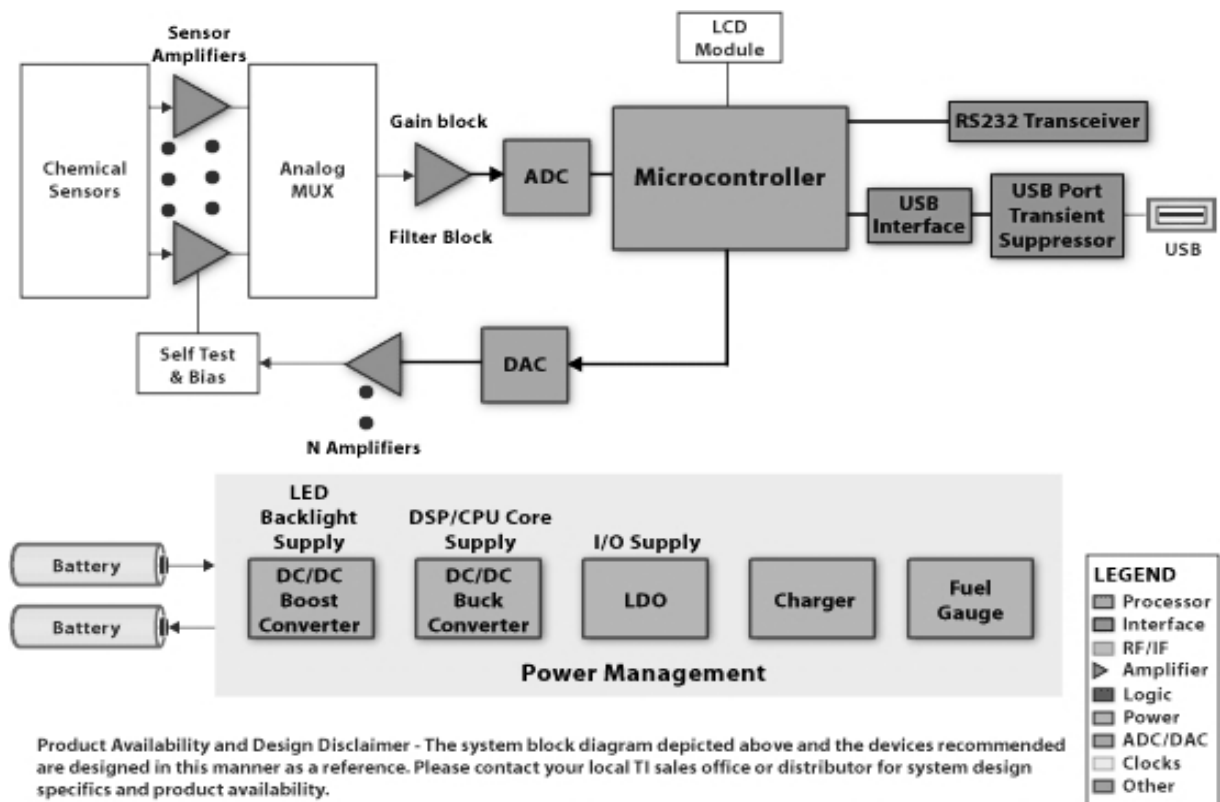 Sensor
Amplifiers
LCD
Module
Chemical
Sensors
Analog
MUX
Gain block
Filter Block
ADC
Microcontroller
RS232 Transceiver
USB
Interface
USB Port
Transient
Suppressor
USB
Self Test
& Bias
DAC
N Amplifiers
LED
Backlight
Supply
DC/DC
Boost
Converter
DSP/CPU Core
Supply
DC/DC
Buck
Converter
I/O Supply
LDO
Charger
Fuel
Gauge
Power Management
Battery
Battery
LEGEND
Processor
Interface
RF/IF
Amplifier
Logic
Power
ADC/DAC
Clocks
Other
Product Availability and Design Disclaimer - The system block diagram depicted above and the devices recommended
are designed in this manner as a reference. Please contact your local TI sales office or distributor for system design
specifics and product availability.